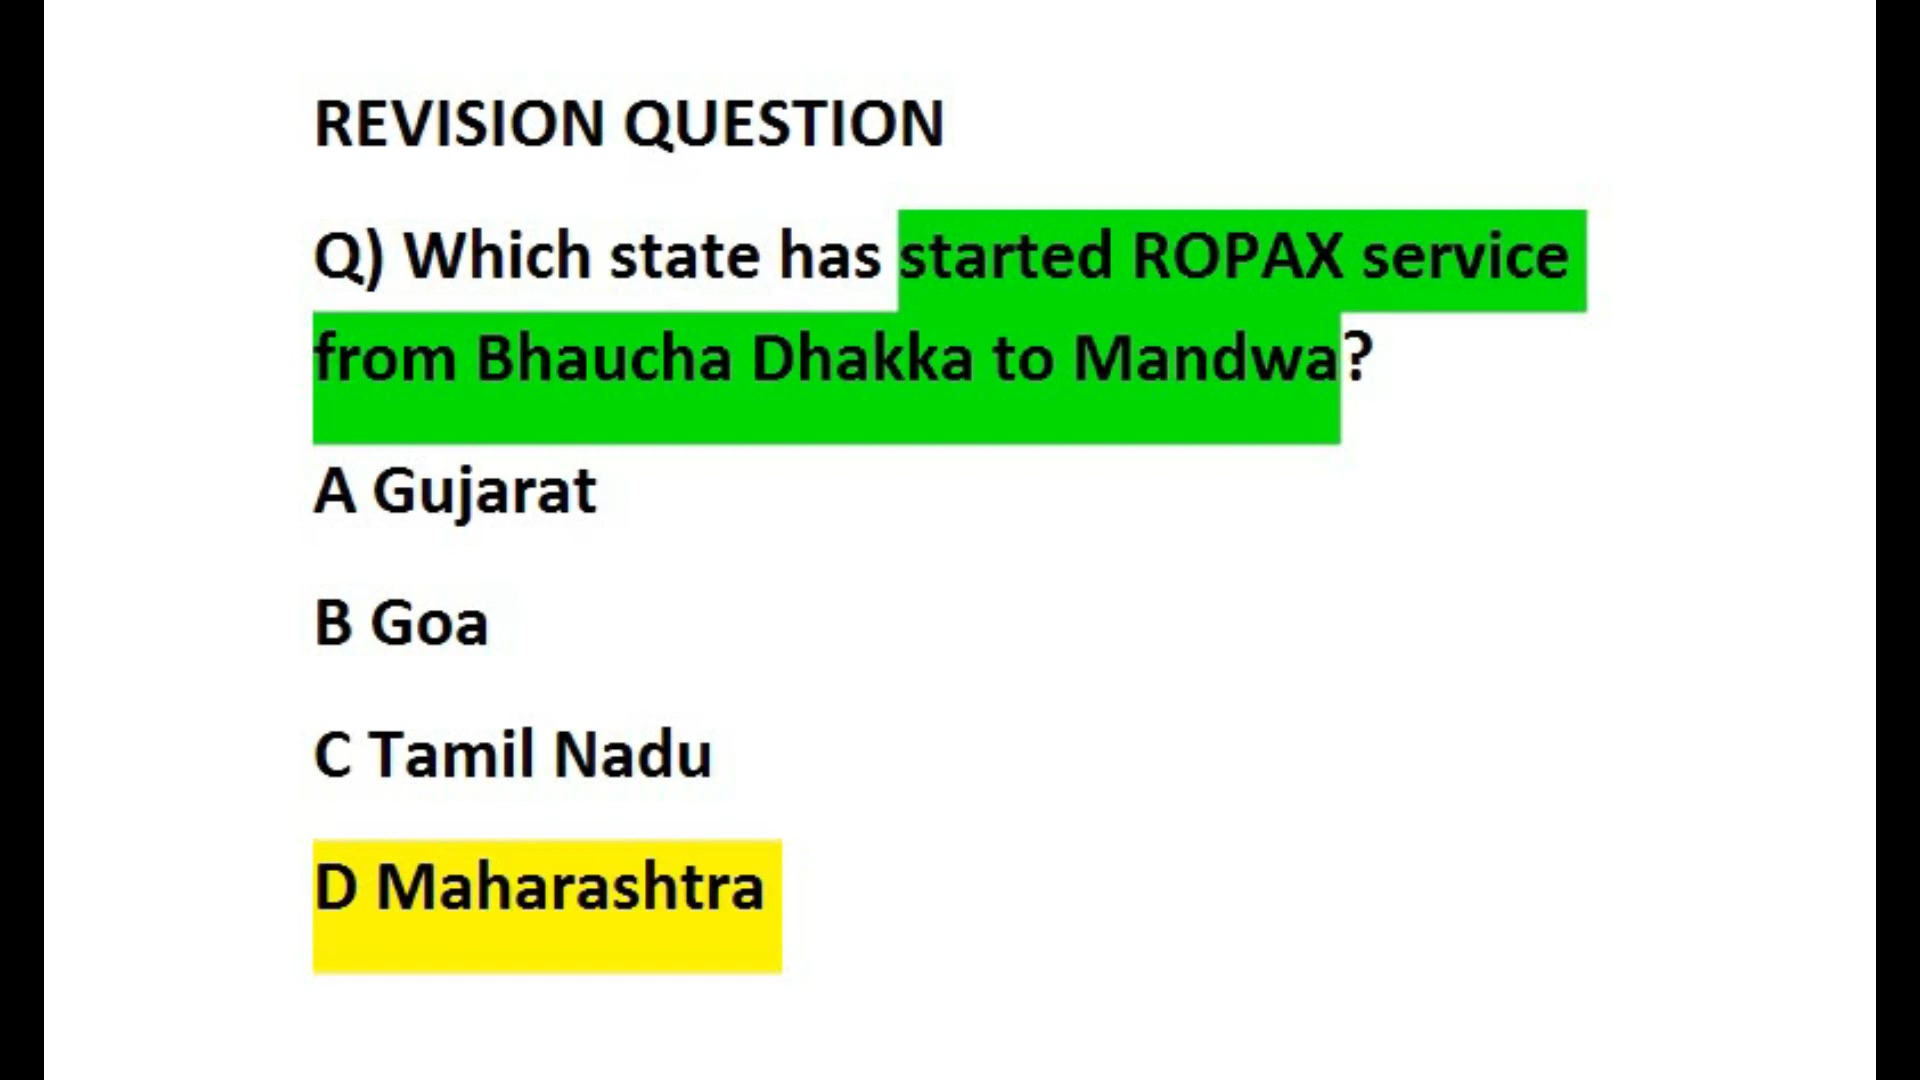 REVISION QUESTION
Q) Which state has started ROPAX service
from Bhaucha Dhakka to Mandwa?
A Gujarat
B Goa
C Tamil Nadu
D Maharashtra